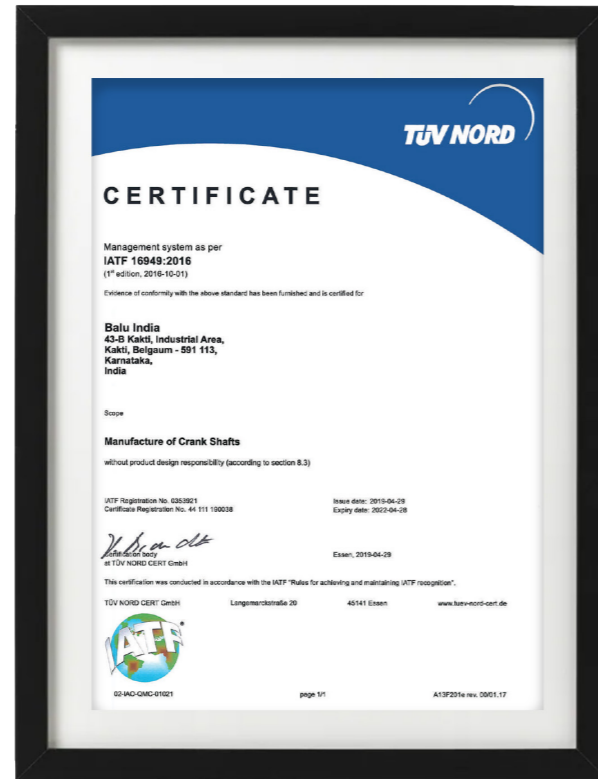 TÜV NORD
CERTIFICATE
Management system as per
IATF 16949:2016
(1st edition, 2016-10-01)
Evidence of conformity with the above standard has been furnished and is certified for
Balu India
43-B Kakti, Industrial Area,
Kakti, Belgaum - 591 113,
Karnataka,
India
Scope
Manufacture of Crank Shafts
without product design responsibility (according to section 8.3)
IATF Registration No. 0353921
Certificate Registration No. 44 111 190038
Issue date: 2019-04-29
Expiry date: 2022-04-28
Certification body
at TÜV NORD CERT GmbH
Essen, 2019-04-29
This certification was conducted in accordance with the IATF "Rules for achieving and maintaining IATF recognition".
TÜV NORD CERT GmbH Langemarckstraße 20 45141 Essen www.tuev-nord-cert.de
IATF®
02-IAO-QMC-01021 page 1/1 A13F201e rev. 00/01.17